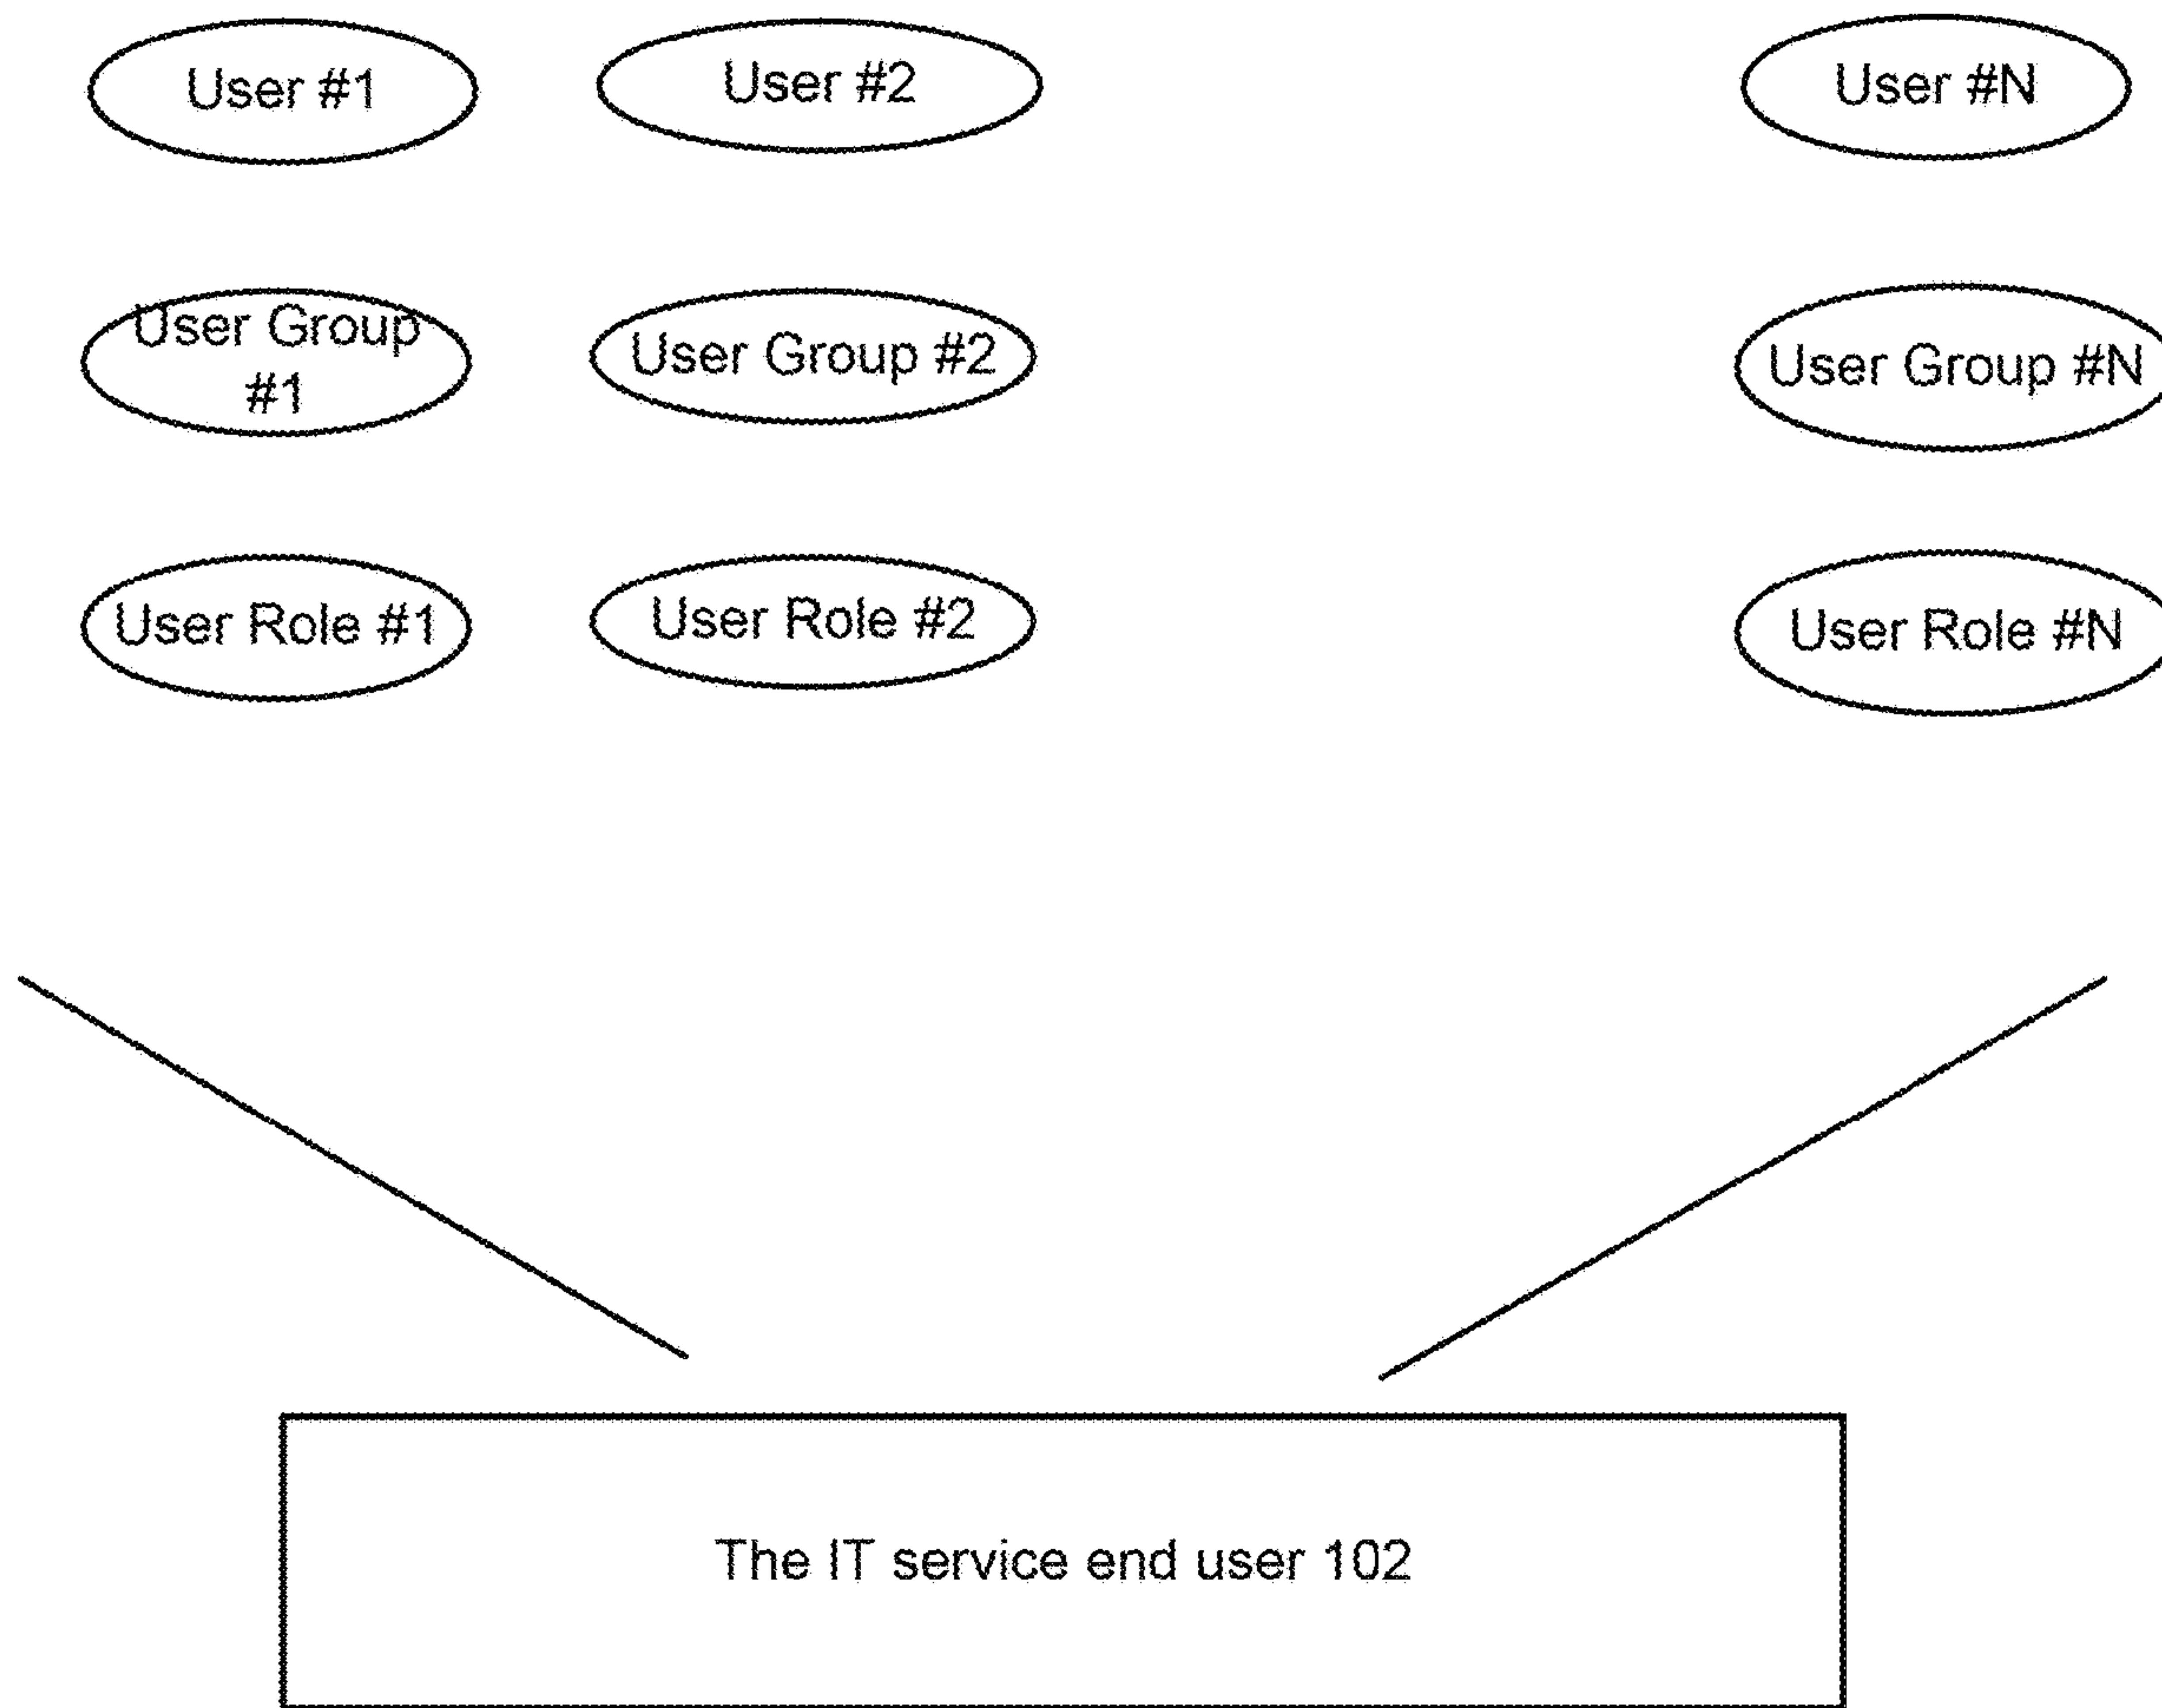 User #1
User #2
User #N
User Group
#1
User Group #2
User Group #N
User Role #1
User Role #2
User Role #N
The IT service end user 102